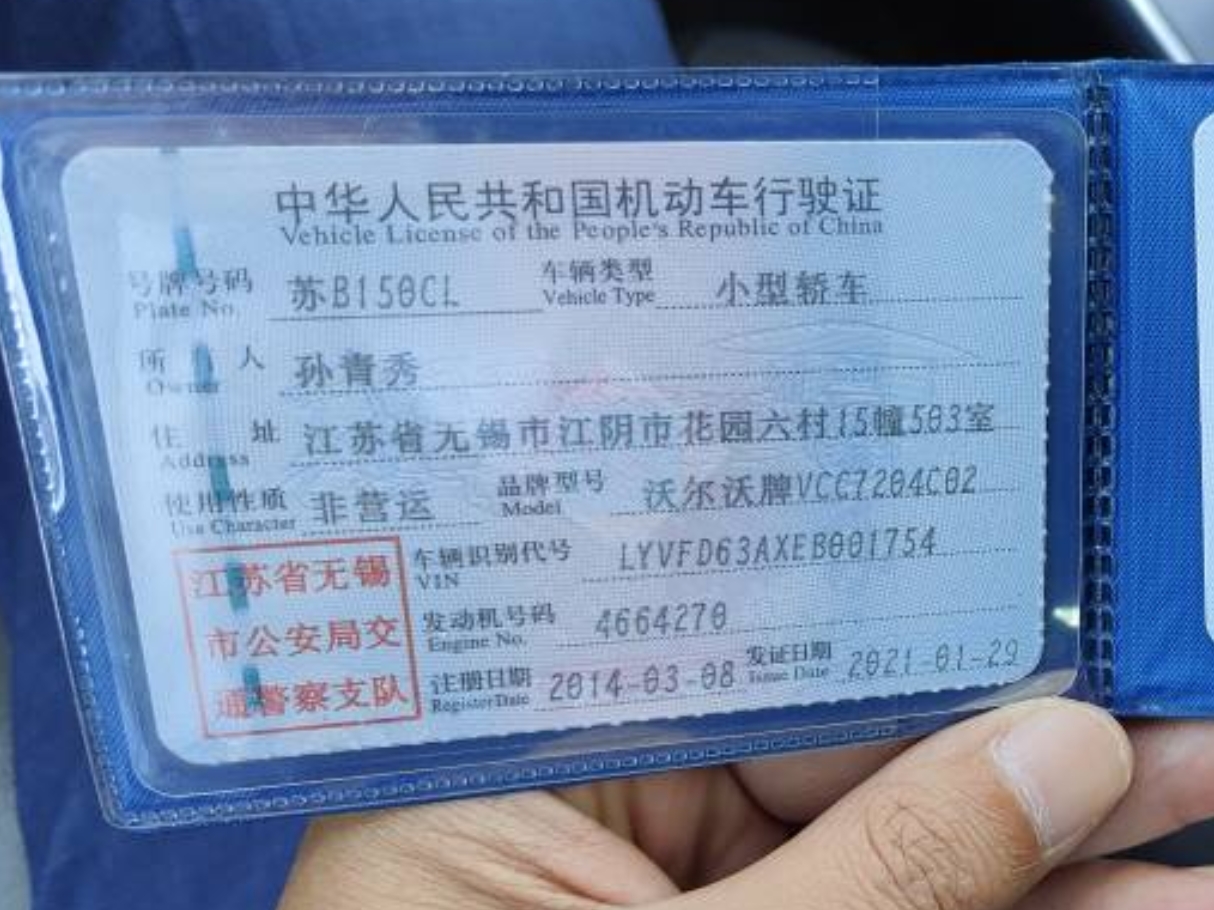 中华人民共和国机动车行驶证
Vehicle License of the People's Republic of China
号牌号码 苏B150CL 车辆类型 小型轿车
Plate No. Vehicle Type
所有人 孙青秀
Owner
住址 江苏省无锡市江阴市花园六村15幢503室
Address
使用性质 非营运 品牌型号 沃尔沃牌VCC7204C02
Use Character Model
江苏省无锡
市公安局交
通警察支队
车辆识别代号 LYVFD63AXEB001754
VIN
发动机号码 4664270
Engine No.
注册日期 2014-03-08 发证日期 2021-01-29
Register Date Issue Date